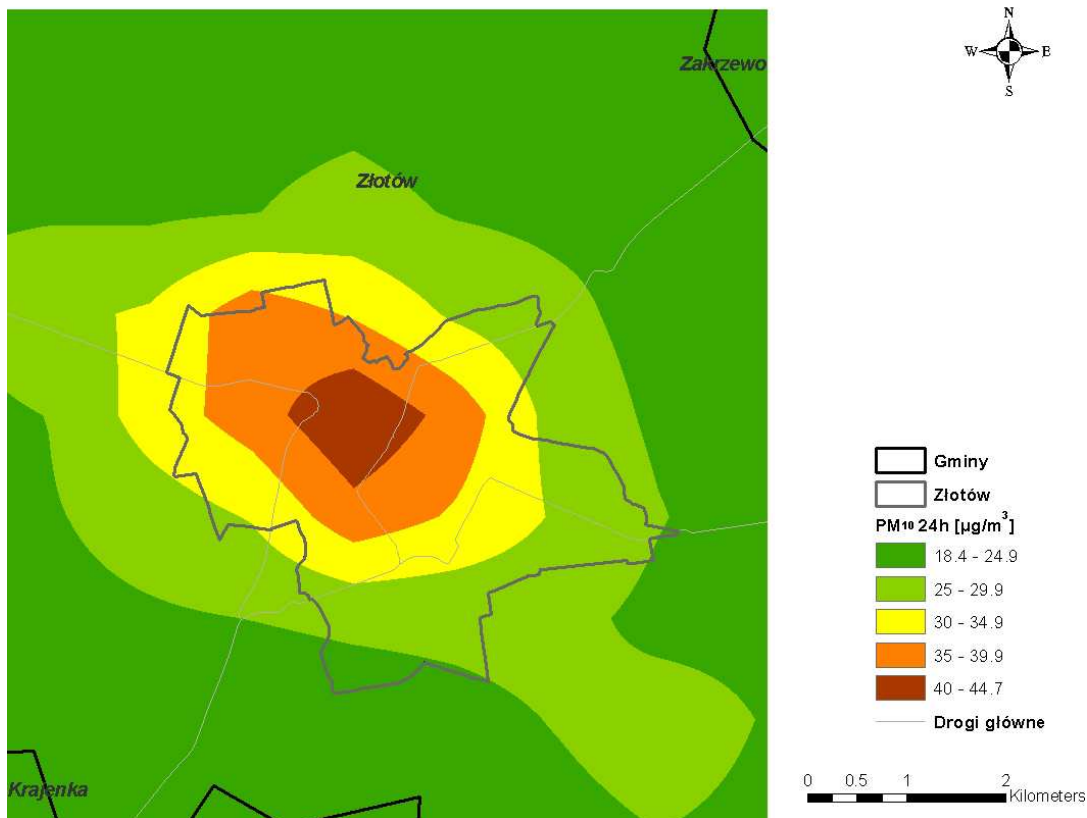 N
Zakrzewo
W E
S
Złotów
Gminy
Złotów
PM10 24h [µg/m³]
18.4 - 24.9
25 - 29.9
30 - 34.9
35 - 39.9
40 - 44.7
Drogi główne
Krajenka
0 0.5 1 2
Kilometers